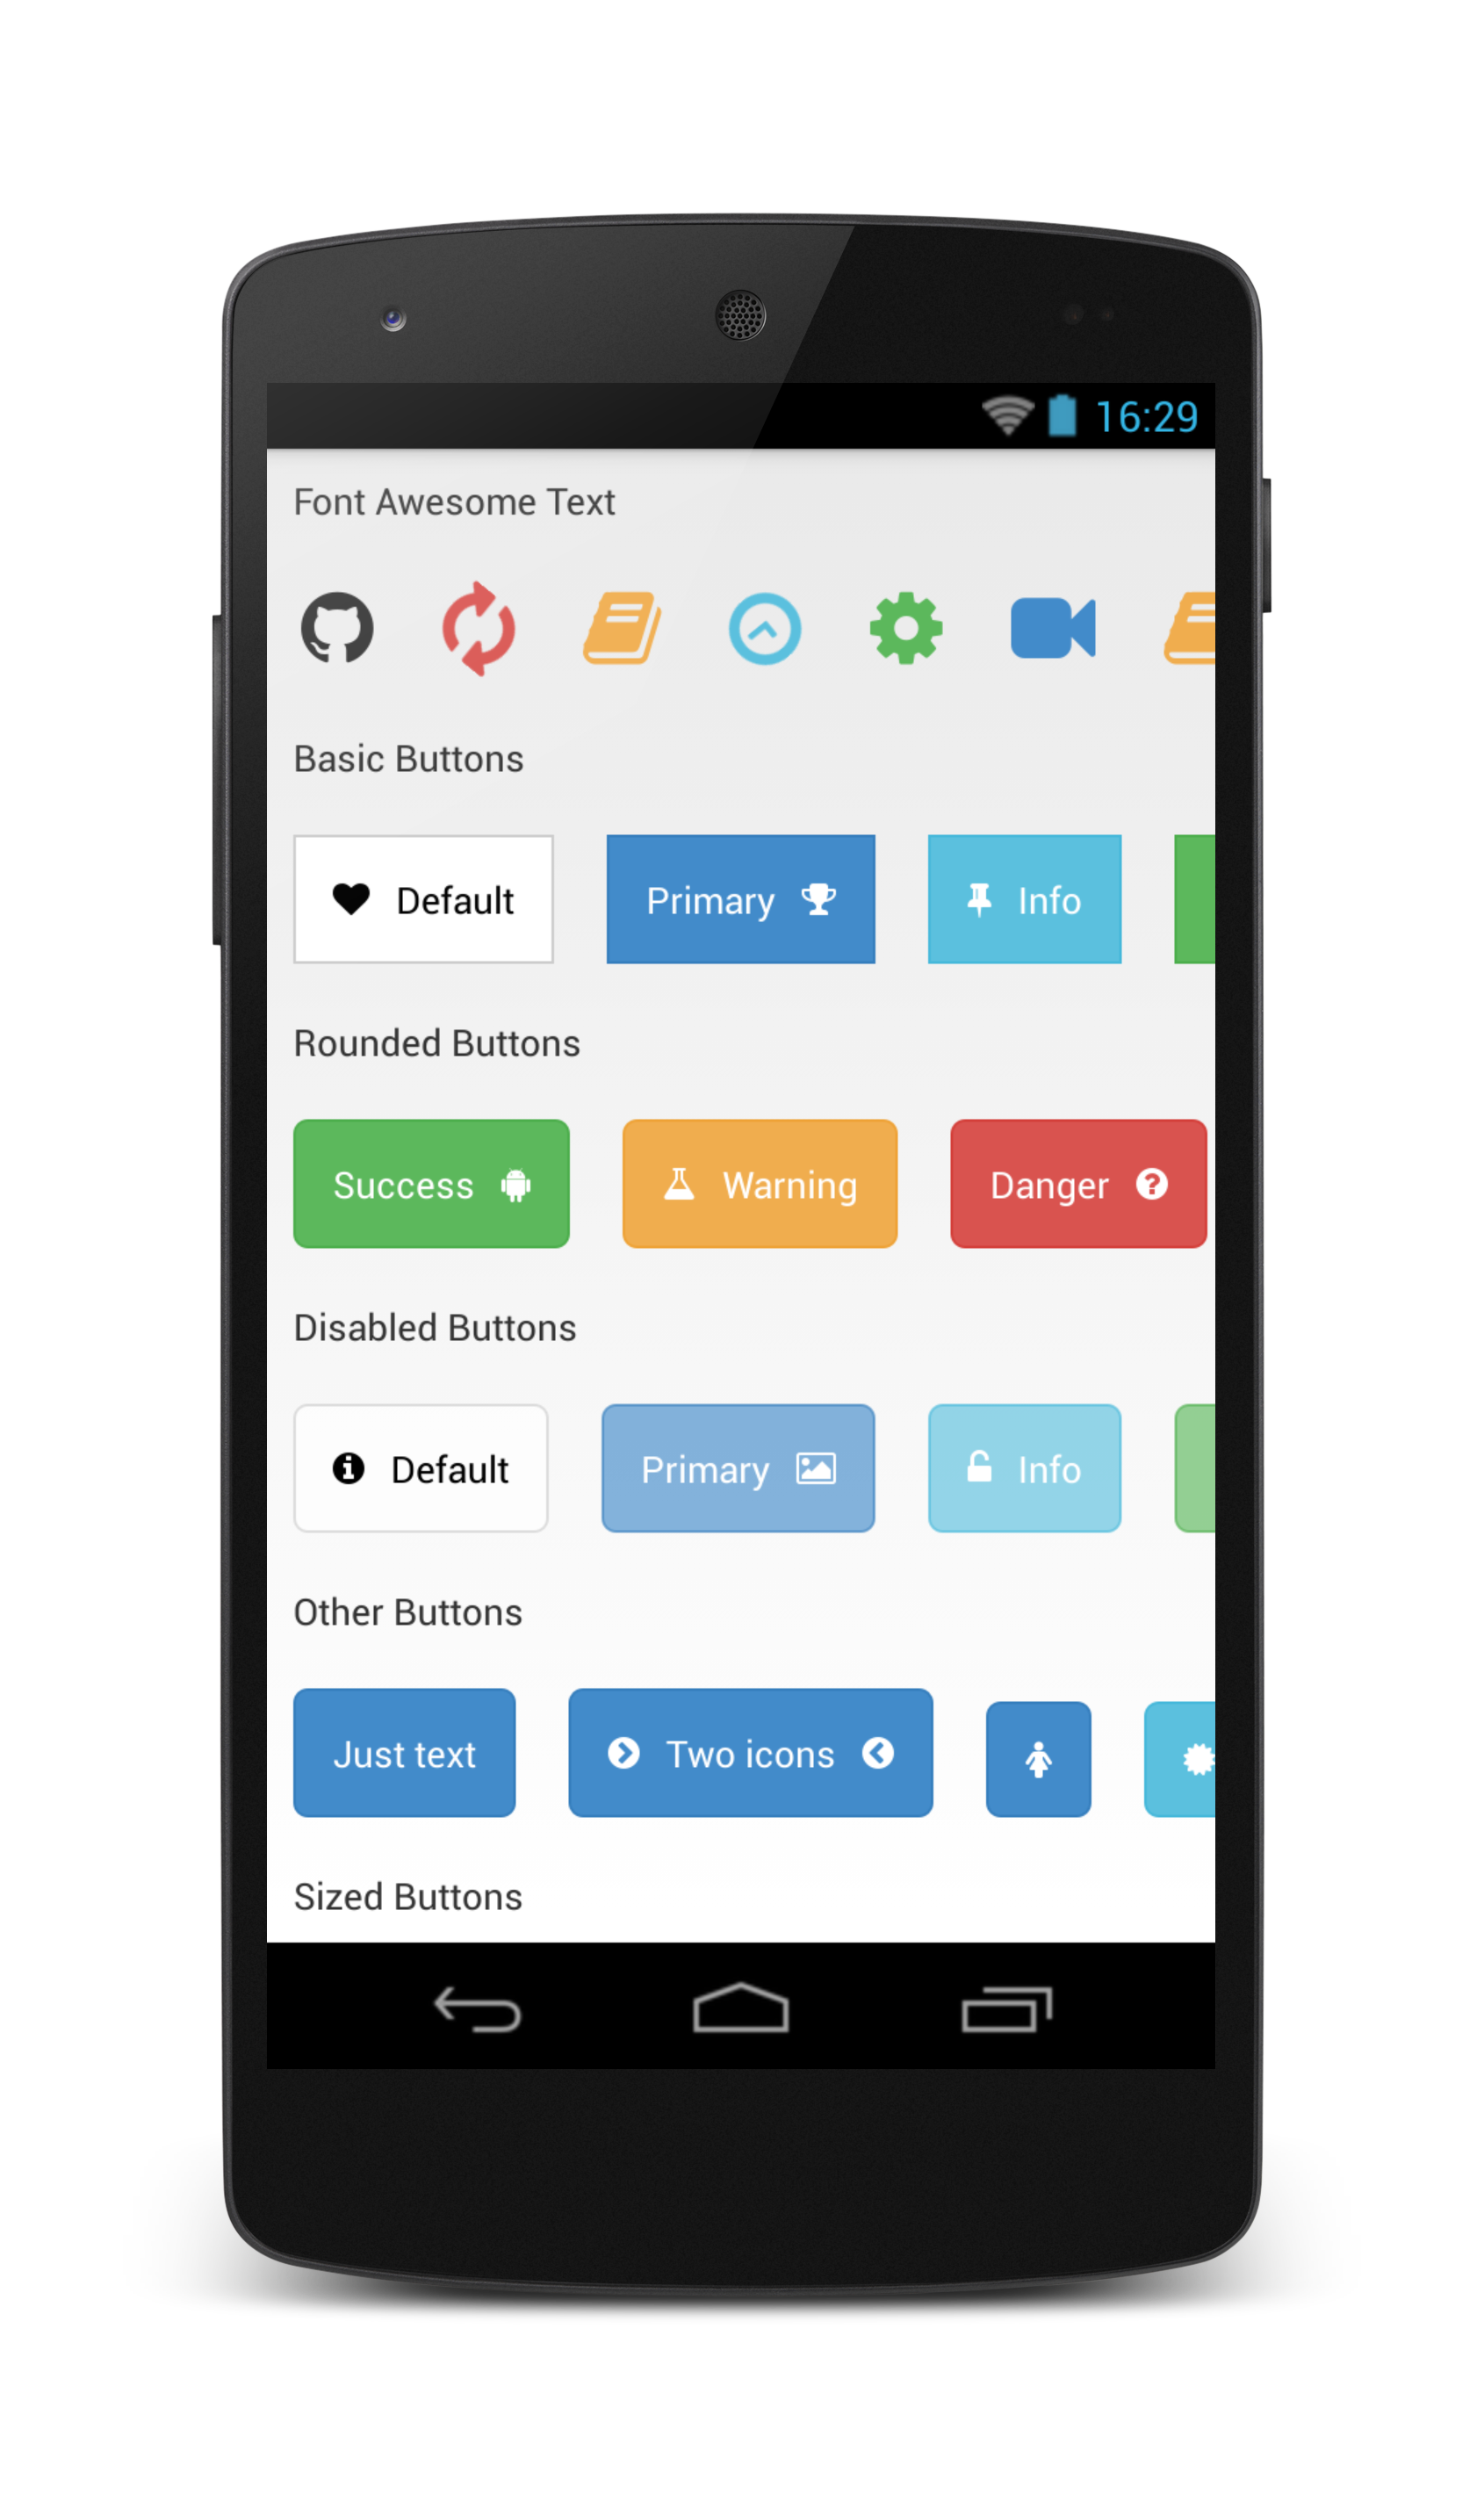 16:29
Font Awesome Text
Basic Buttons
Default
Primary
Info
Rounded Buttons
Success
Warning
Danger
Disabled Buttons
Default
Primary
Info
Other Buttons
Just text
Two icons
Sized Buttons